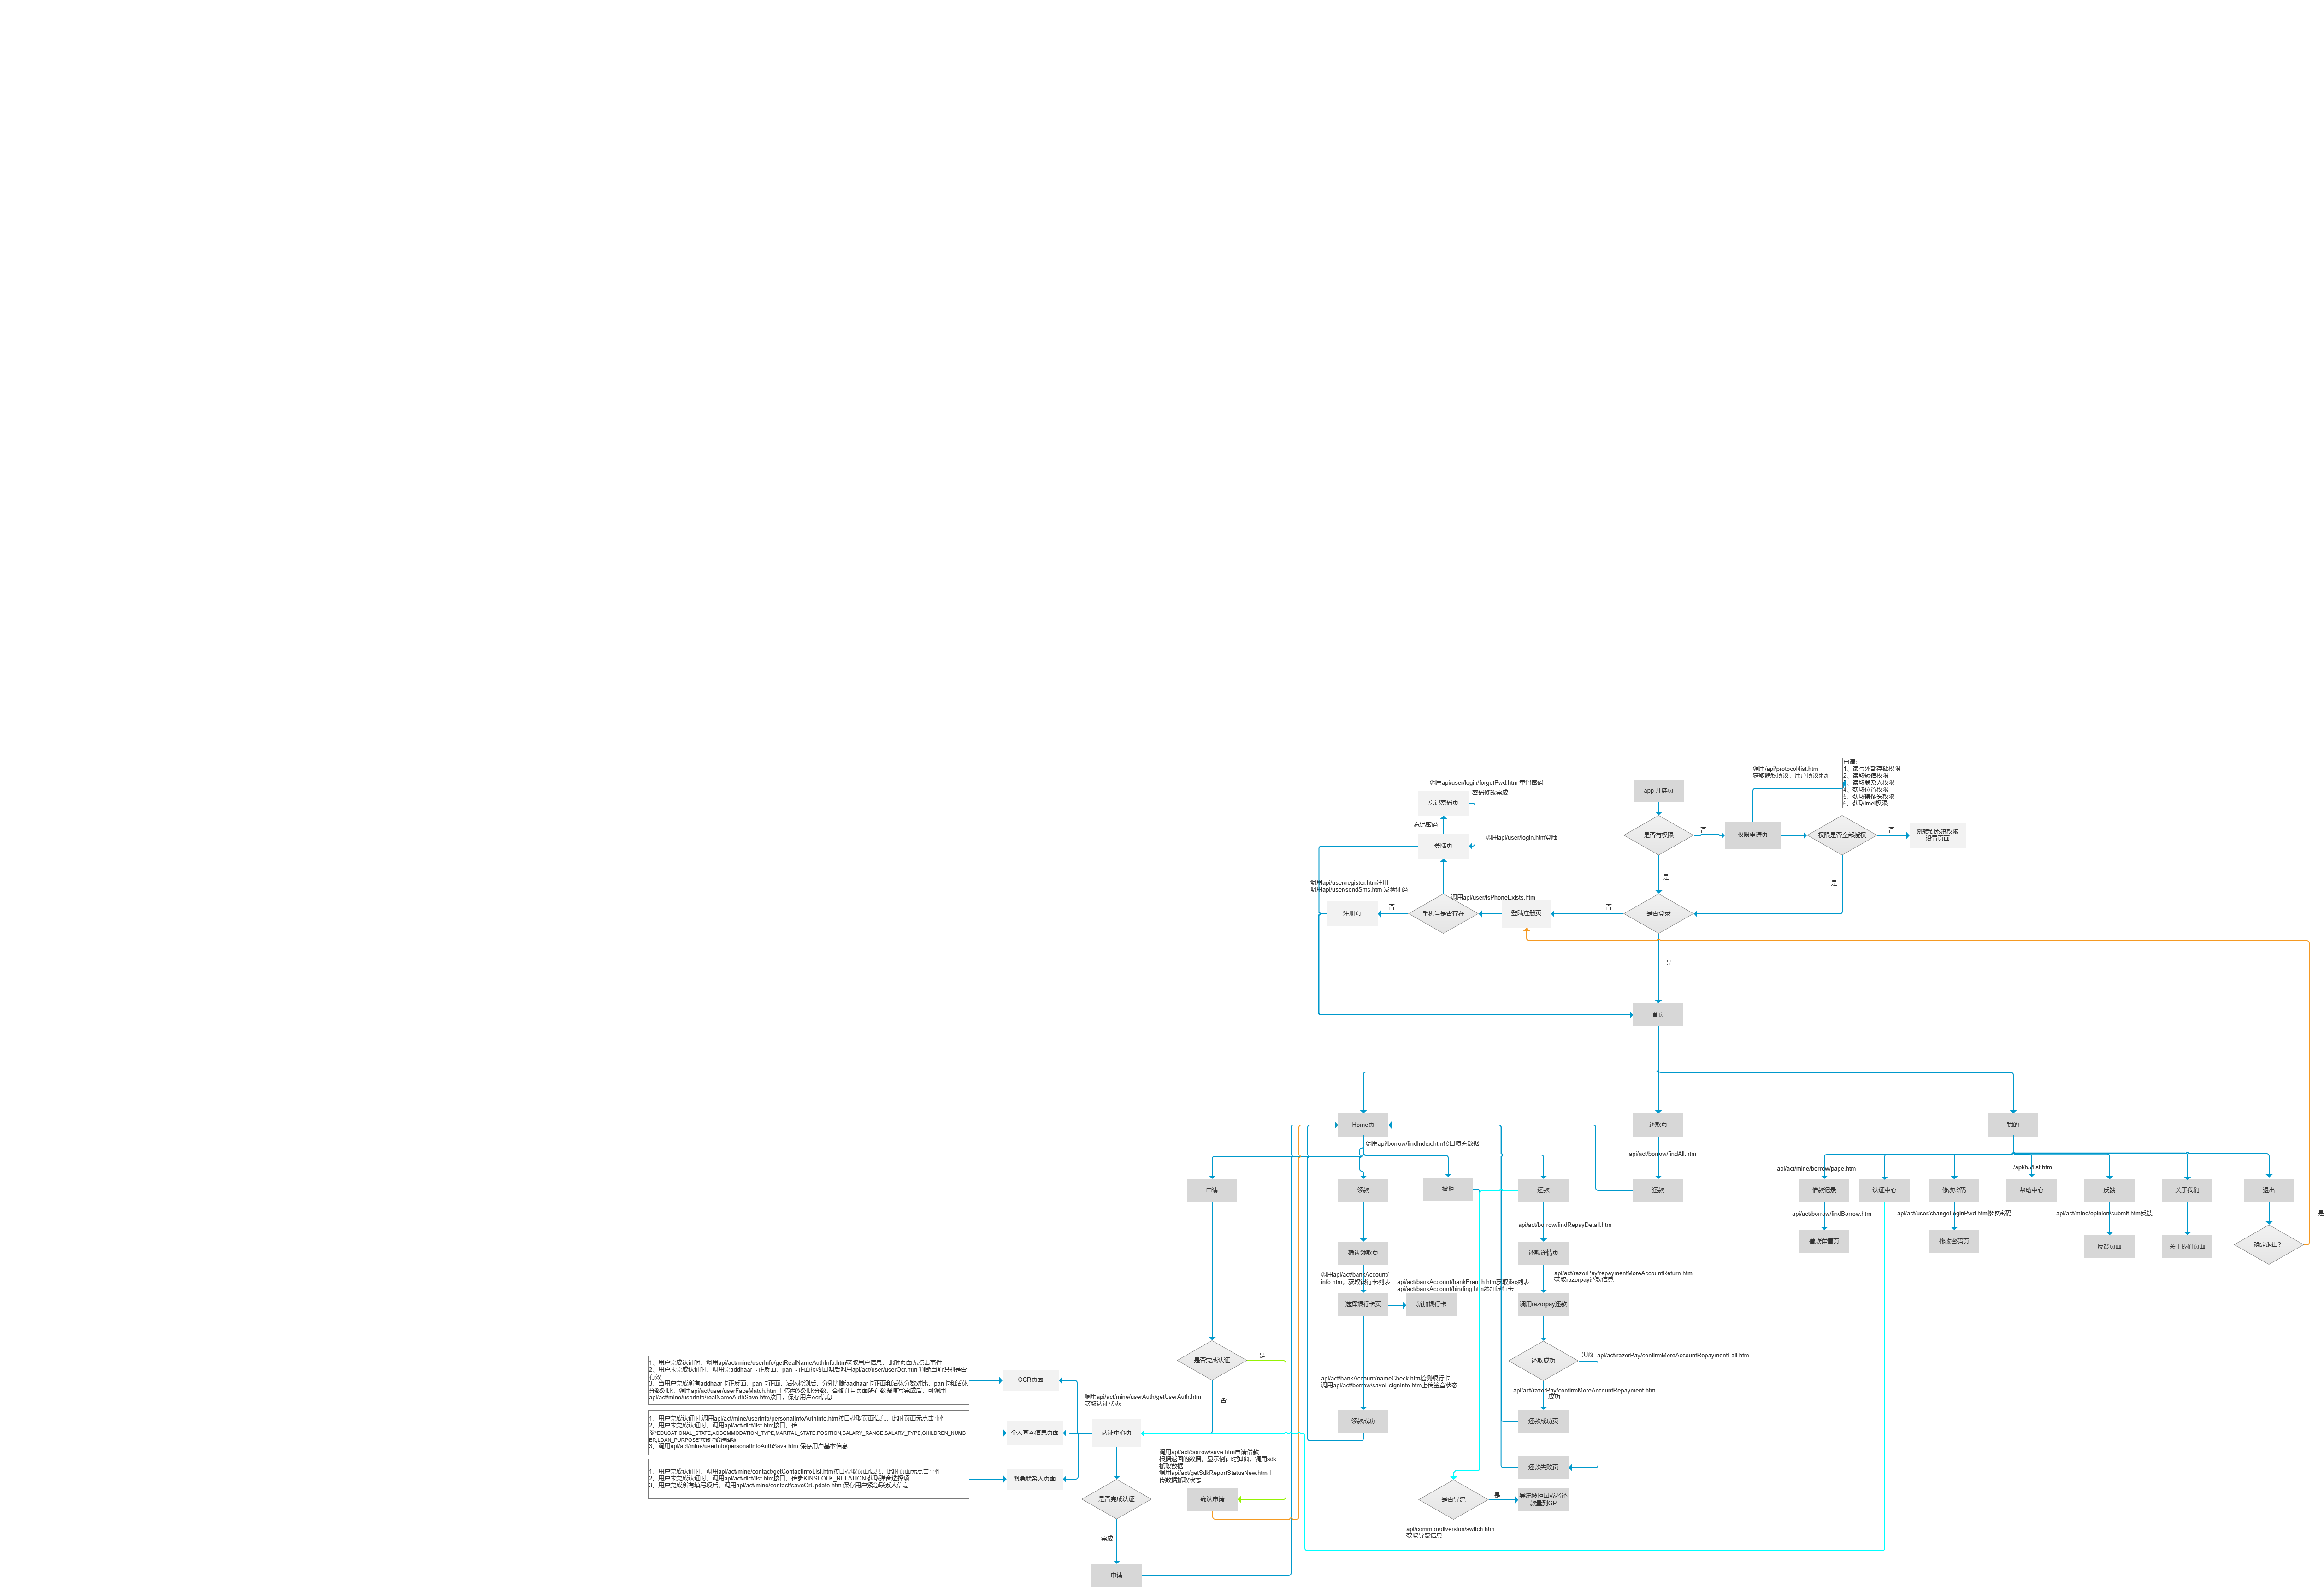 申请：
1、读写外部存储权限
2、读取短信权限
3、读取联系人权限
4、获取位置权限
5、获取摄像头权限
6、获取Imei权限
调用/api/protocol/list.htm
获取隐私协议、用户协议地址
调用api/user/login/forgetPwd.htm 重置密码
密码修改完成
忘记密码页
app 开屏页
忘记密码
调用api/user/login.htm登陆
登陆页
是否有权限
否
权限申请页
权限是否全部授权
否
跳转到系统权限
设置页面
是
是
调用api/user/register.htm注册
调用api/user/sendSms.htm 发验证码
调用api/user/isPhoneExists.htm
注册页
否
手机号是否存在
登陆注册页
否
是否登录
是
首页
Home页
还款页
我的
调用api/borrow/findIndex.htm接口填充数据
api/act/borrow/findAll.htm
api/act/mine/borrow/page.htm
/api/h5/list.htm
申请
领款
被拒
还款
还款
借款记录
认证中心
修改密码
帮助中心
反馈
关于我们
退出
api/act/borrow/findRepayDetail.htm
api/act/borrow/findBorrow.htm
api/act/user/changeLoginPwd.htm修改密码
api/act/mine/opinion/submit.htm反馈
是
确认领款页
还款详情页
借款详情页
修改密码页
反馈页面
关于我们页面
确定退出?
调用api/act/bankAccount/
info.htm，获取银行卡列表
api/act/bankAccount/bankBranch.htm获取ifsc列表
api/act/bankAccount/binding.htm添加银行卡
api/act/razorPay/repaymentMoreAccountReturn.htm
获取razorpay还款信息
选择银行卡页
新加银行卡
调用razorpay还款
是否完成认证
是
还款成功
失败
api/act/razorPay/confirmMoreAccountRepaymentFail.htm
1、用户完成认证时，调用api/act/mine/userInfo/getRealNameAuthInfo.htm获取用户信息，此时页面无点击事件
2、用户未完成认证时，调用完addhaar卡正反面、pan卡正面接收回调后调用api/act/user/userOcr.htm 判断当前识别是否
有效
3、当用户完成所有addhaar卡正反面、pan卡正面、活体检测后，分别判断aadhaar卡正面和活体分数对比、pan卡和活体
分数对比，调用api/act/user/userFaceMatch.htm 上传两次对比分数，合格并且页面所有数据填写完成后，可调用
api/act/mine/userInfo/realNameAuthSave.htm接口，保存用户ocr信息
OCR页面
调用api/act/mine/userAuth/getUserAuth.htm
获取认证状态
否
api/act/bankAccount/nameCheck.htm检测银行卡
调用api/act/borrow/saveEsignInfo.htm上传签章状态
api/act/razorPay/confirmMoreAccountRepayment.htm
成功
1、用户完成认证时,调用api/act/mine/userInfo/personalInfoAuthInfo.htm接口获取页面信息，此时页面无点击事件
2、用户未完成认证时，调用api/act/dict/list.htm接口，传
参"EDUCATIONAL_STATE,ACCOMMODATION_TYPE,MARITAL_STATE,POSITION,SALARY_RANGE,SALARY_TYPE,CHILDREN_NUMB
ER,LOAN_PURPOSE"获取弹窗选择项
3、调用api/act/mine/userInfo/personalInfoAuthSave.htm 保存用户基本信息
个人基本信息页面
认证中心页
领款成功
还款成功页
1、用户完成认证时，调用api/act/mine/contact/getContactInfoList.htm接口获取页面信息，此时页面无点击事件
2、用户未完成认证时，调用api/act/dict/list.htm接口，传参KINSFOLK_RELATION 获取弹窗选择项
3、用户完成所有填写项后，调用api/act/mine/contact/saveOrUpdate.htm 保存用户紧急联系人信息
紧急联系人页面
调用api/act/borrow/save.htm申请借款
根据返回的数据，显示倒计时弹窗，调用sdk
抓取数据
调用api/act/getSdkReportStatusNew.htm上
传数据抓取状态
还款失败页
是否完成认证
确认申请
是否导流
是
导流被拒量或者还
款量到GP
api/common/diversion/switch.htm
获取导流信息
完成
申请